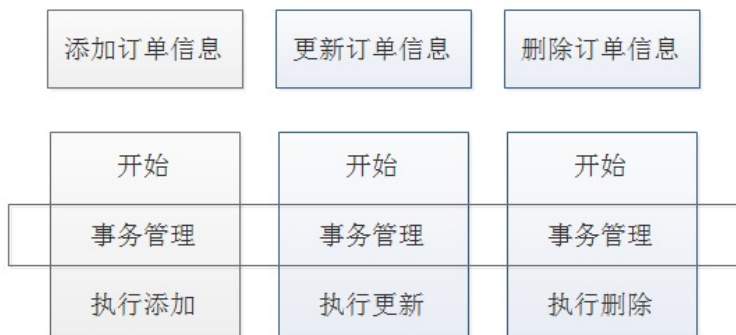 添加订单信息
更新订单信息
删除订单信息
开始
开始
开始
事务管理
事务管理
事务管理
执行添加
执行更新
执行删除